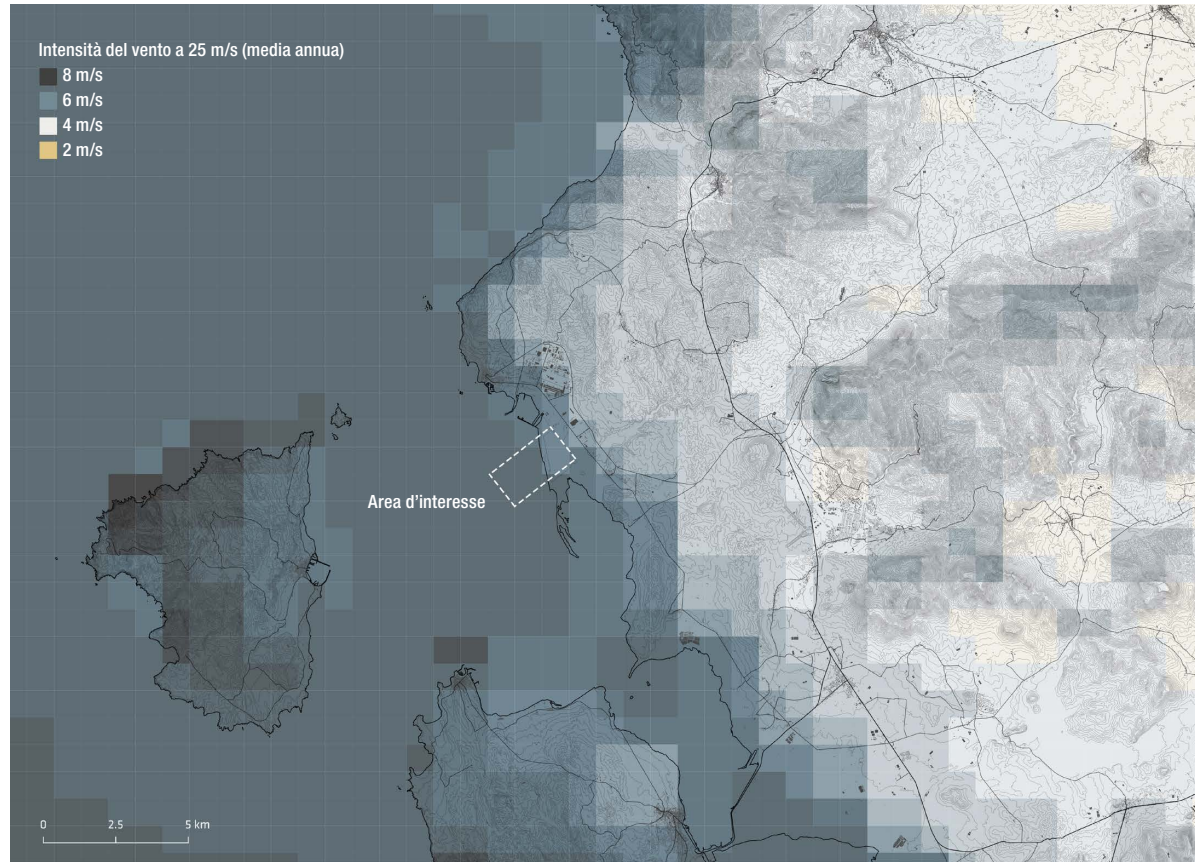 Intensità del vento a 25 m/s (media annua)
8 m/s
6 m/s
4 m/s
2 m/s
Area d'interesse
0 2.5 5 km